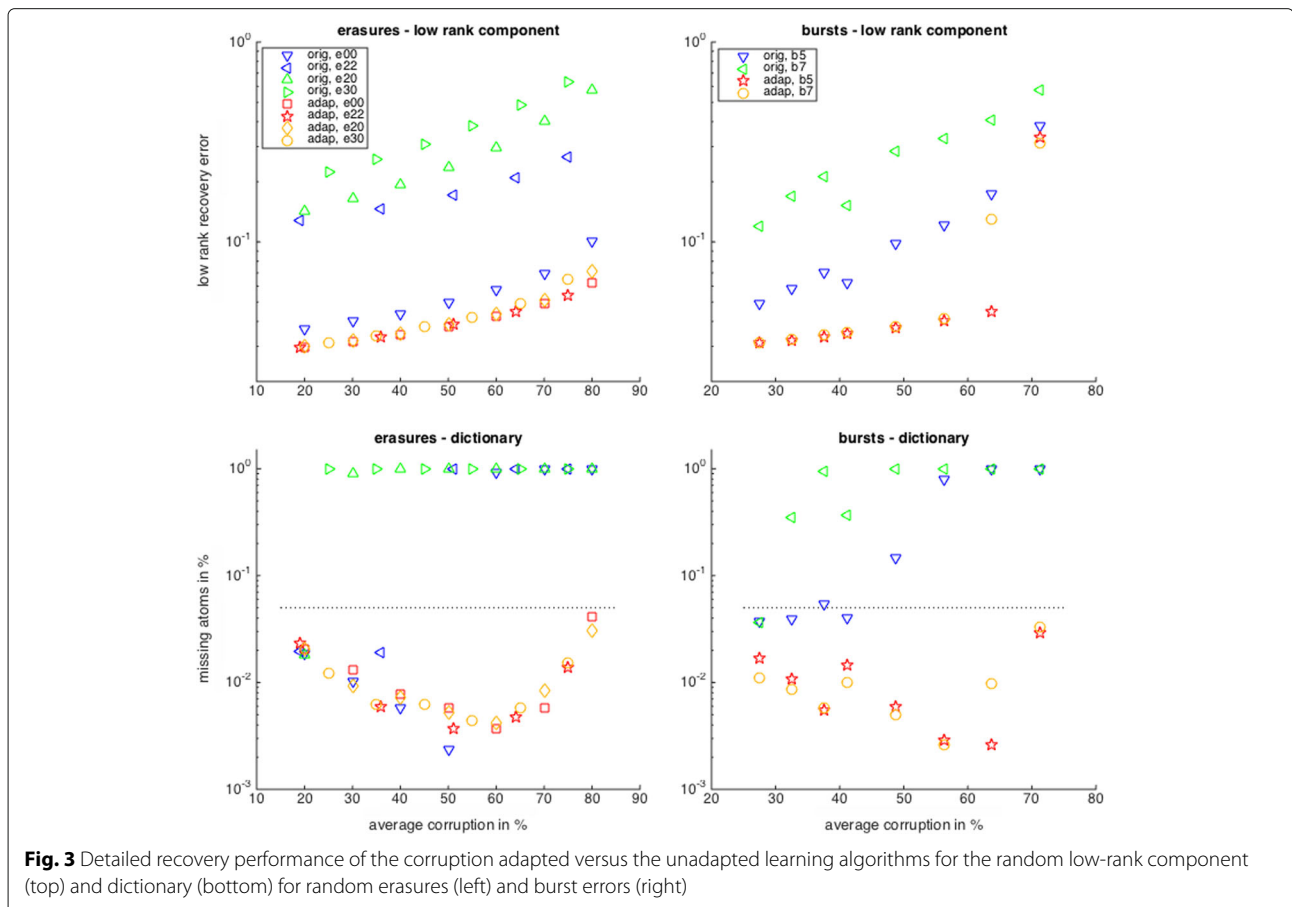 erasures - low rank component
10⁰
orig, e00
orig, e22
orig, e20
orig, e30
adap, e00
adap, e22
adap, e20
adap, e30
10⁻¹
low rank recovery error
10 20 30 40 50 60 70 80 90
bursts - low rank component
10⁰
orig, b5
orig, b7
adap, b5
adap, b7
10⁻¹
20 30 40 50 60 70 80
erasures - dictionary
10⁰
10⁻¹
10⁻²
10⁻³
missing atoms in %
10 20 30 40 50 60 70 80 90
average corruption in %
bursts - dictionary
10⁰
10⁻¹
10⁻²
10⁻³
20 30 40 50 60 70 80
average corruption in %
Fig. 3 Detailed recovery performance of the corruption adapted versus the unadapted learning algorithms for the random low-rank component
(top) and dictionary (bottom) for random erasures (left) and burst errors (right)